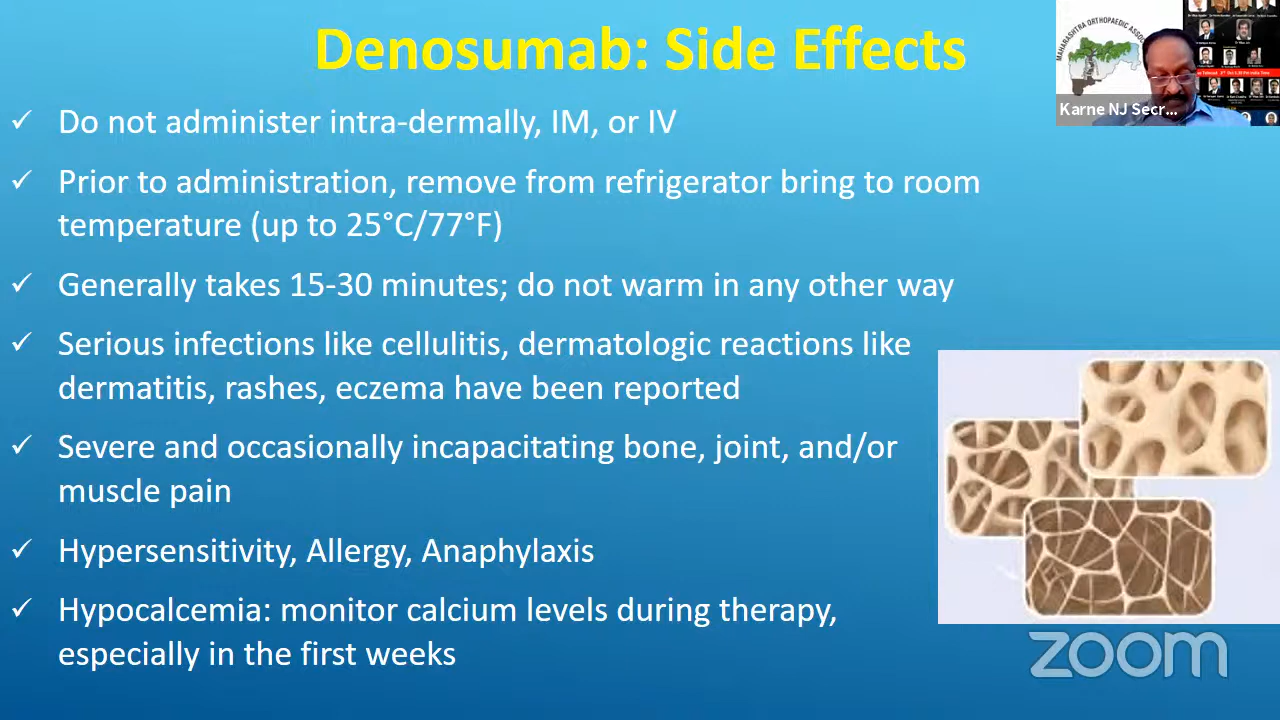 Denosumab: Side Effects
✓ Do not administer intra-dermally, IM, or IV
✓ Prior to administration, remove from refrigerator bring to room
temperature (up to 25°C/77°F)
✓ Generally takes 15-30 minutes; do not warm in any other way
✓ Serious infections like cellulitis, dermatologic reactions like
dermatitis, rashes, eczema have been reported
✓ Severe and occasionally incapacitating bone, joint, and/or
muscle pain
✓ Hypersensitivity, Allergy, Anaphylaxis
✓ Hypocalcemia: monitor calcium levels during therapy,
especially in the first weeks
MAHARASHTRA ORTHOPAEDIC
Karne NJ Secr...
zoom